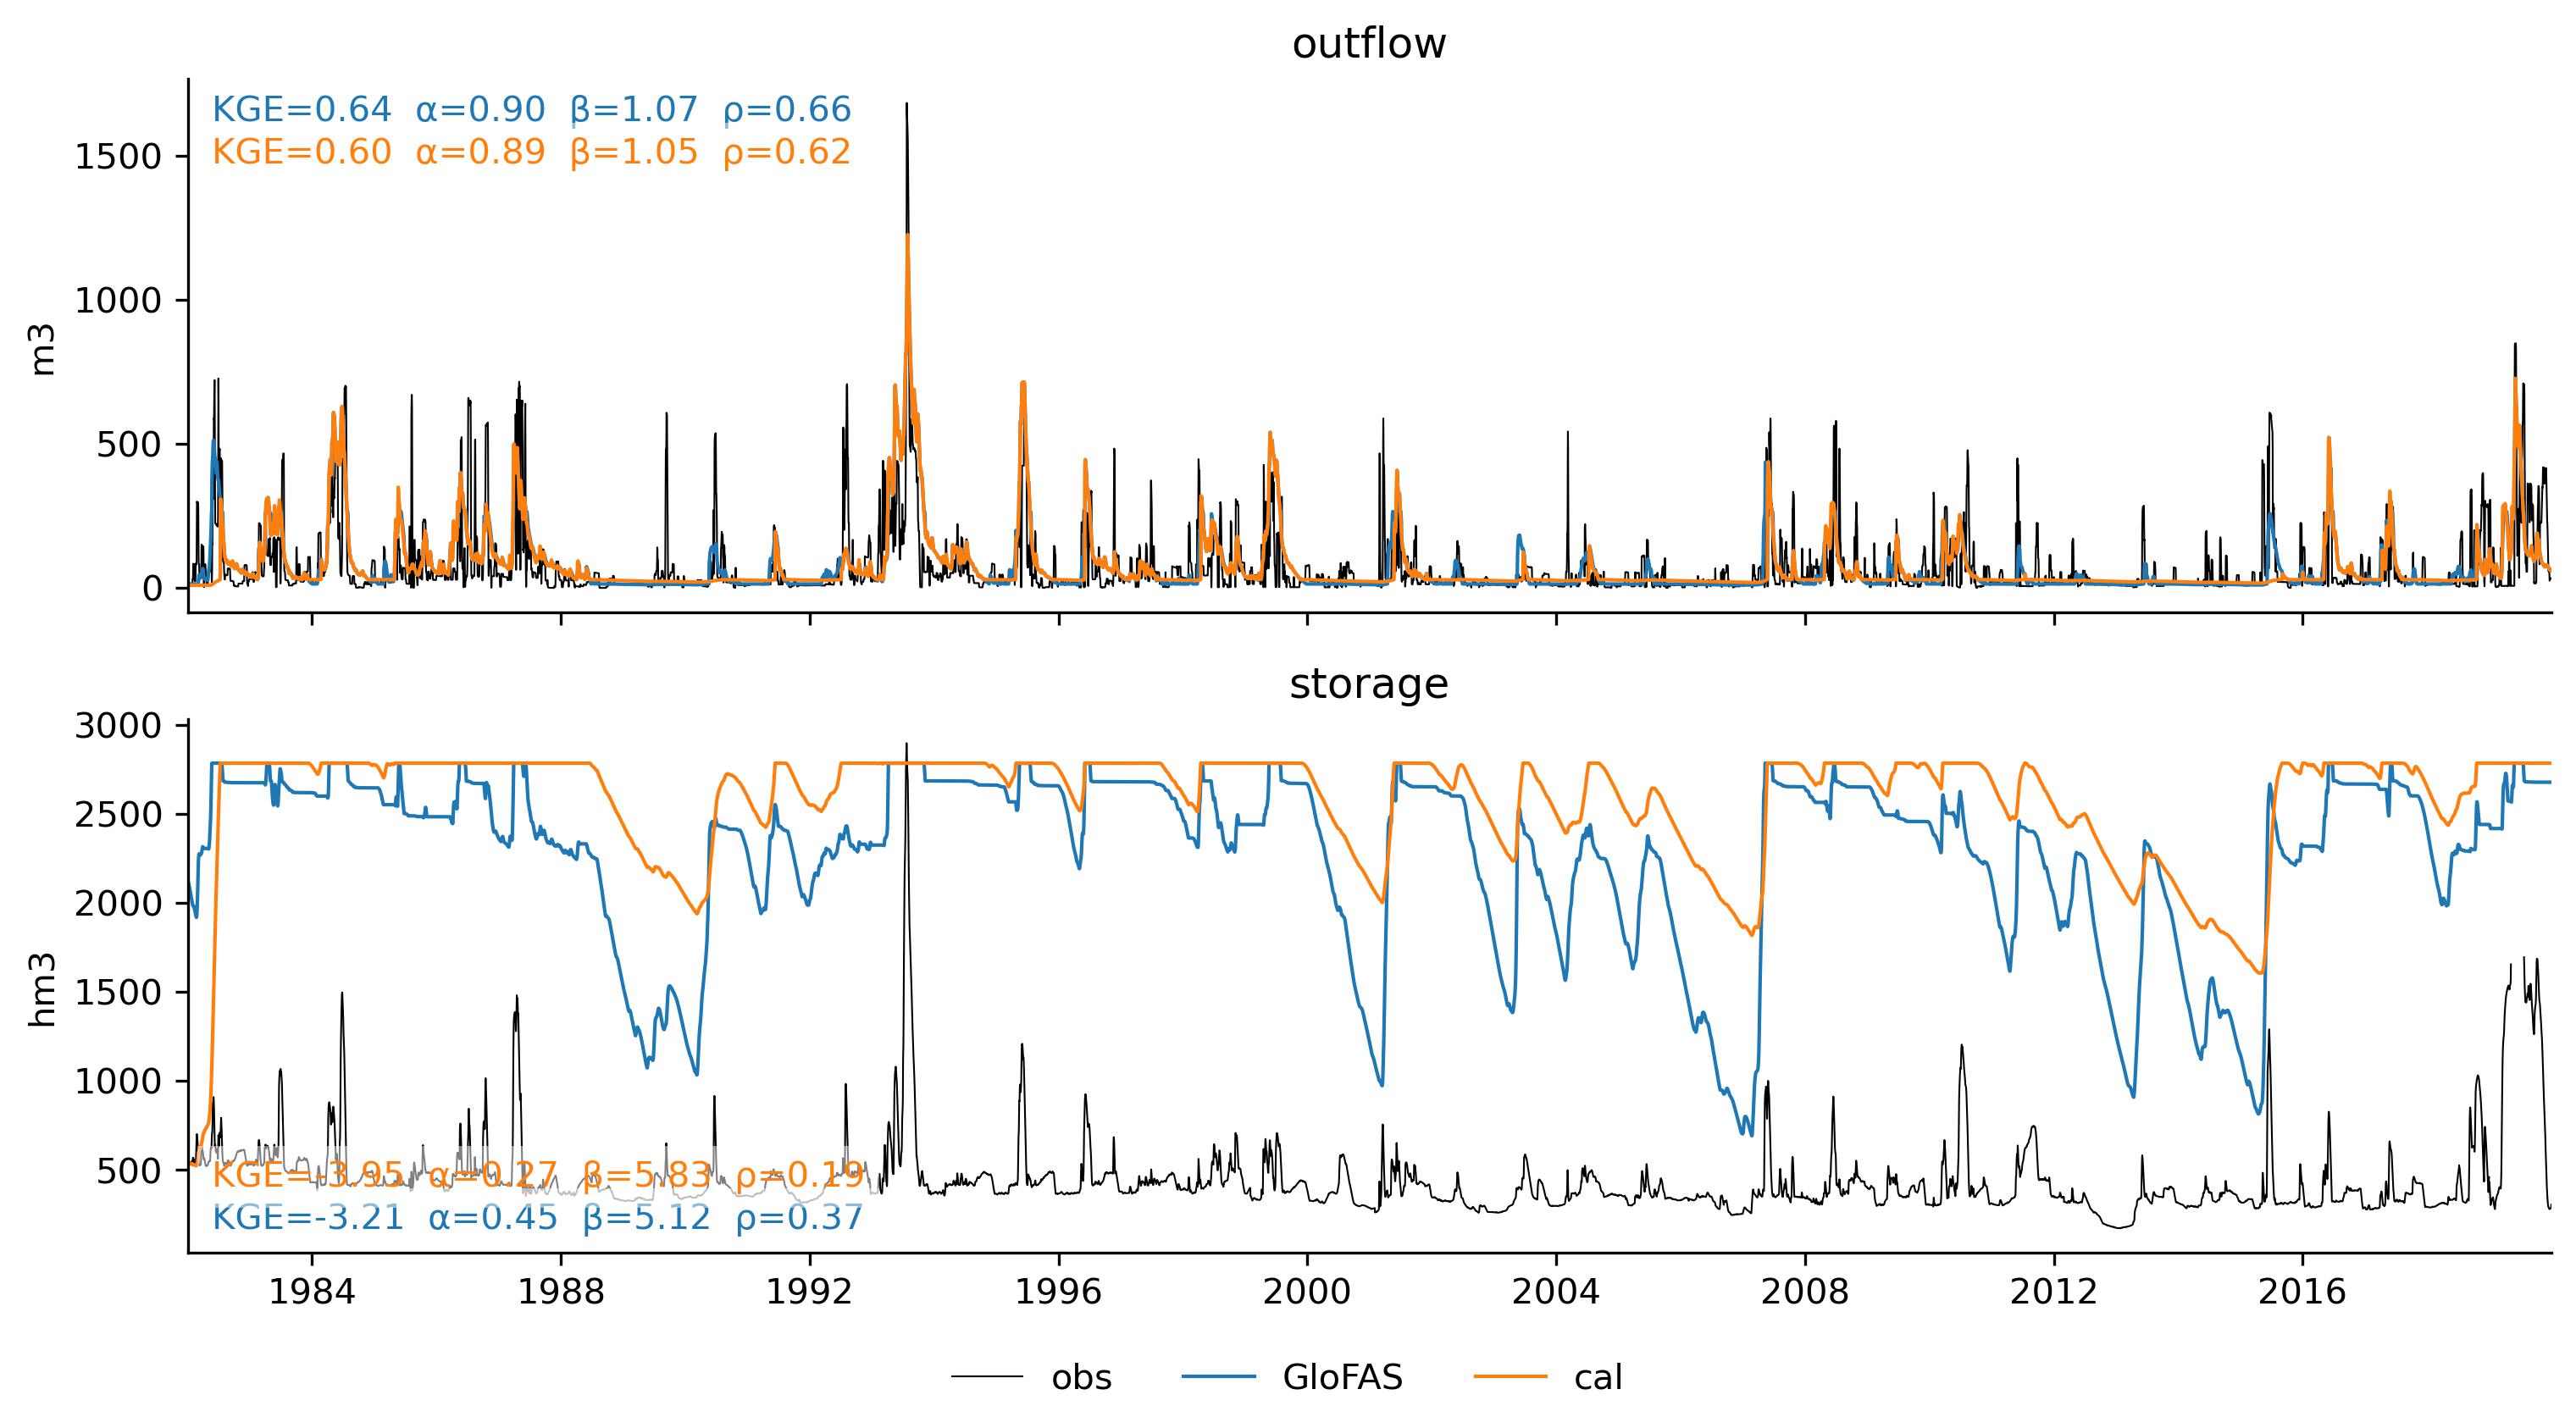 outflow
KGE=0.64 α=0.90 β=1.07 ρ=0.66
KGE=0.60 α=0.89 β=1.05 ρ=0.62
1500
1000
500
0
m3
storage
3000
2500
2000
1500
1000
500
hm3
KGE=-3.95 α=0.27 β=5.83 ρ=0.19
KGE=-3.21 α=0.45 β=5.12 ρ=0.37
1984 1988 1992 1996 2000 2004 2008 2012 2016
obs GloFAS cal